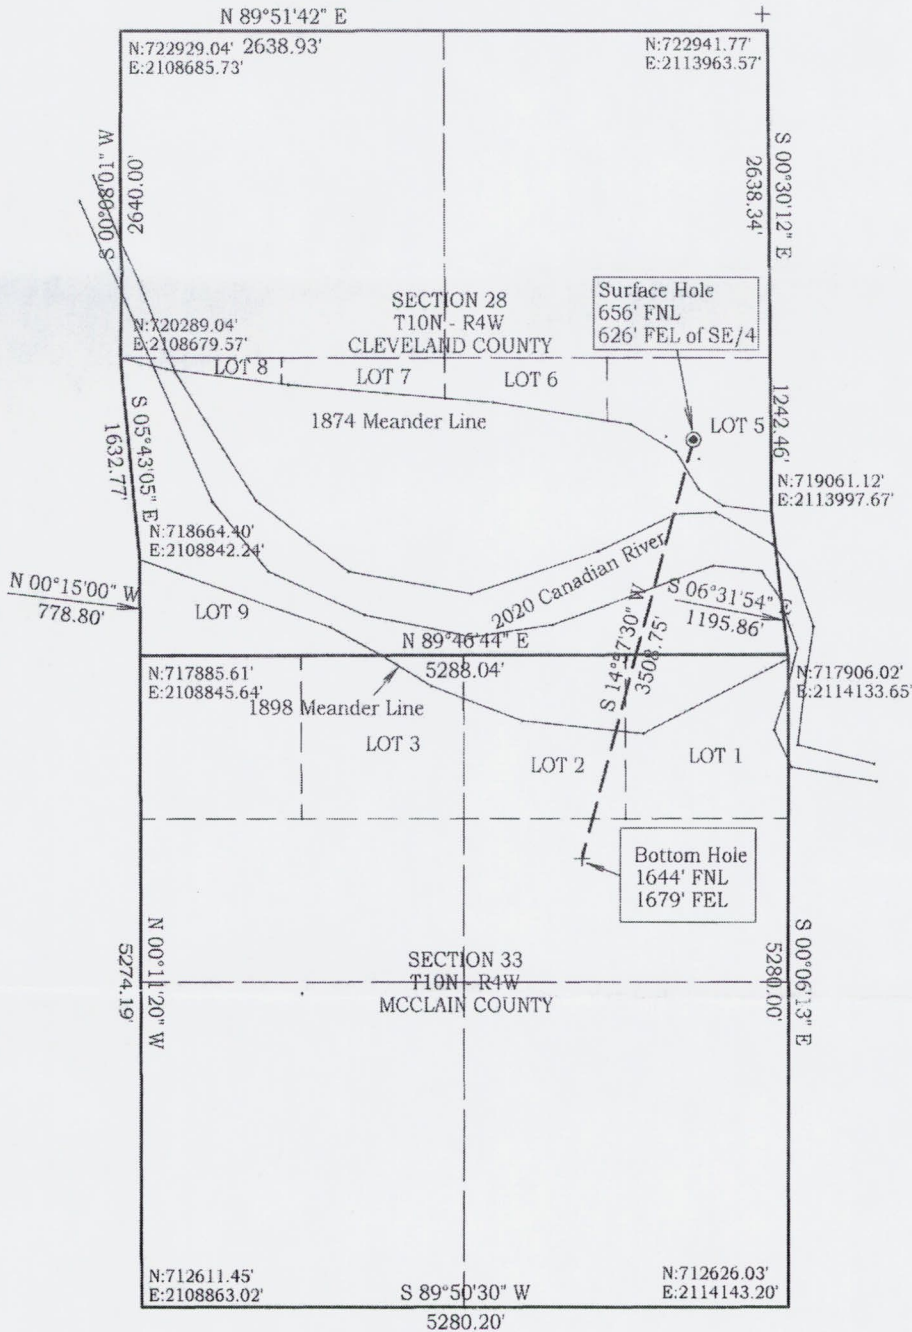 N 89°51'42" E
N:722929.04' 2638.93'
E:2108685.73'
N:722941.77'
E:2113963.57'
S 00°08'01" W
2640.00'
S 00°30'12" E
2638.34'
SECTION 28
T10N - R4W
CLEVELAND COUNTY
Surface Hole
656' FNL
626' FEL of SE/4
N:720289.04'
E:2108679.57'
LOT 8
LOT 7
LOT 6
LOT 5
1874 Meander Line
1242.46'
S 05°43'05" E
1632.77'
N:719061.12'
E:2113997.67'
N:718664.40'
E:2108842.24'
2020 Canadian River
N 00°15'00" W
778.80'
S 06°31'54" E
1195.86'
LOT 9
N 89°46'44" E
5288.04'
3508.75'
N:717885.61'
E:2108845.64'
N:717906.02'
E:2114133.65'
1898 Meander Line
LOT 3
LOT 2
LOT 1
Bottom Hole
1644' FNL
1679' FEL
N 00°11'20" W
5274.19'
SECTION 33
T10N - R4W
MCCLAIN COUNTY
S 00°06'13" E
5280.00'
N:712611.45'
E:2108863.02'
S 89°50'30" W
5280.20'
N:712626.03'
E:2114143.20'